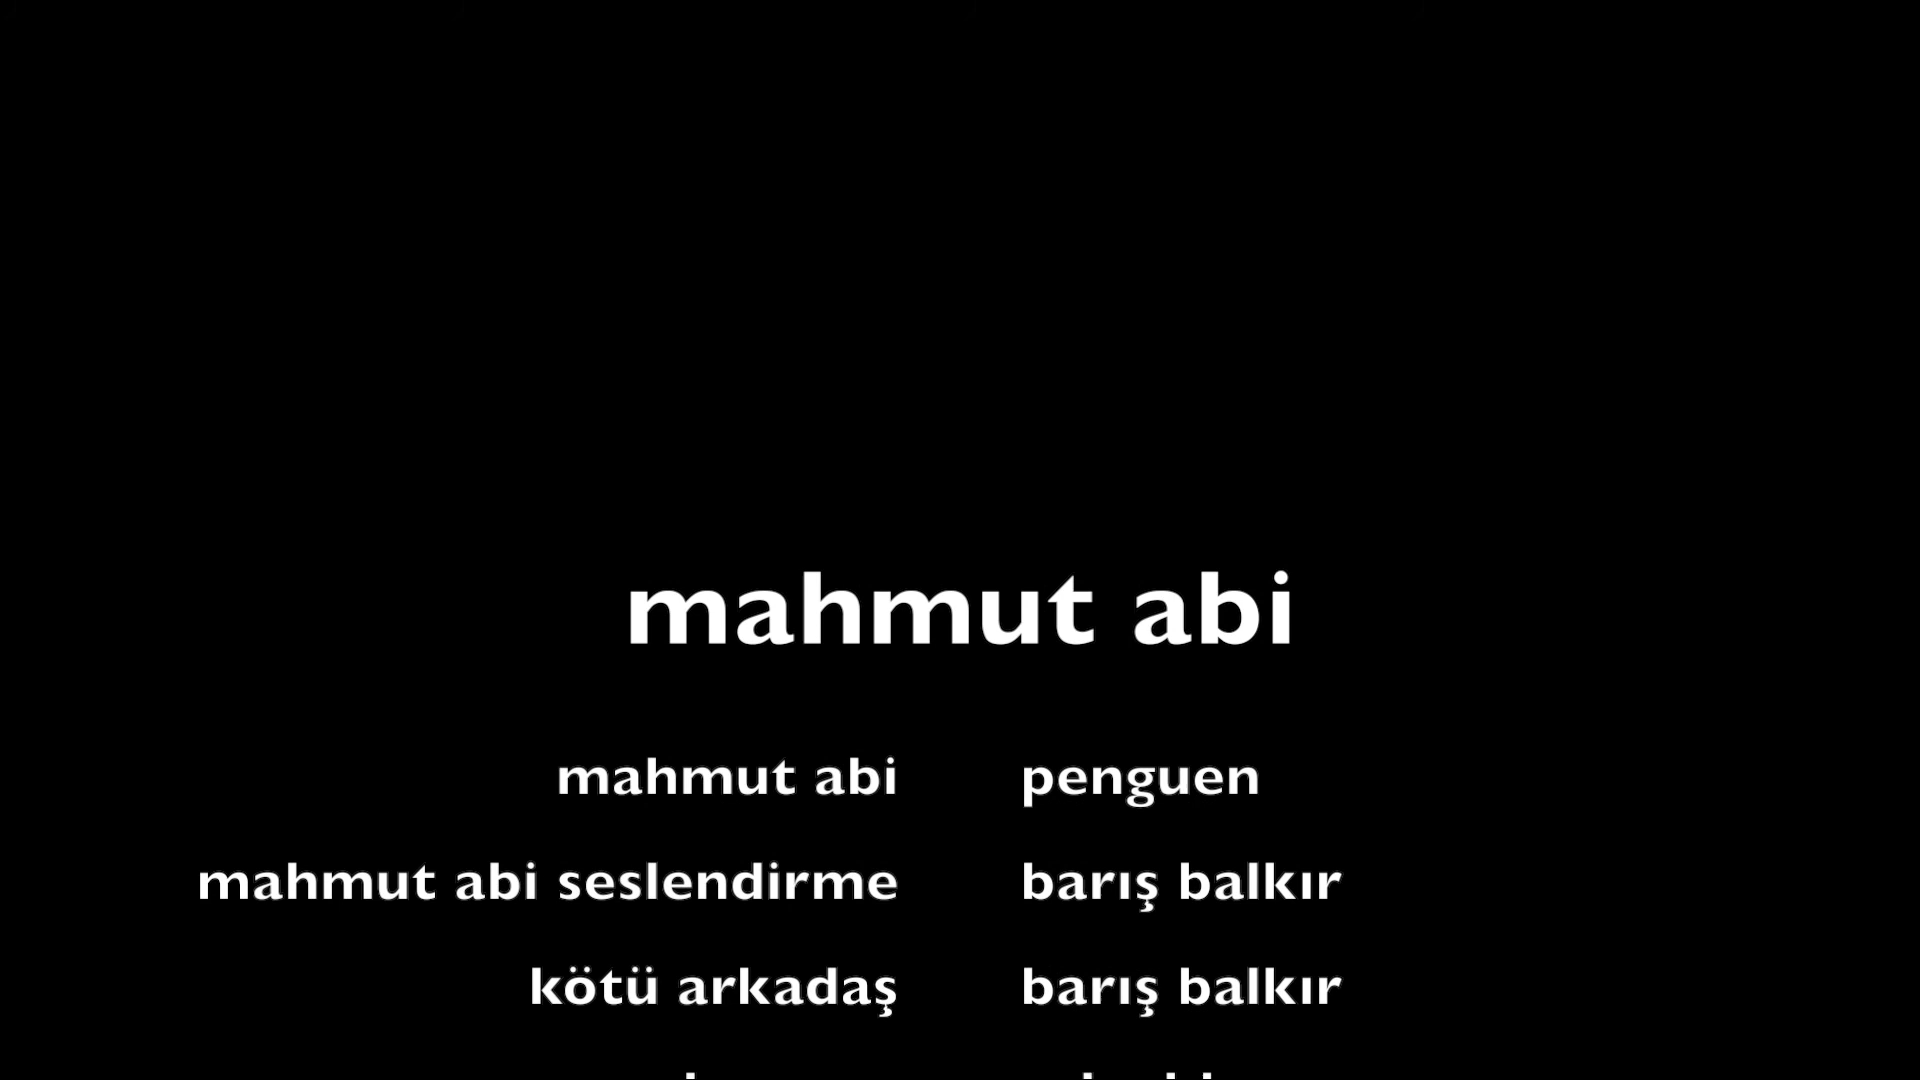 mahmut abi
mahmut abi penguen
mahmut abi seslendirme barış balkır
kötü arkadaş barış balkır